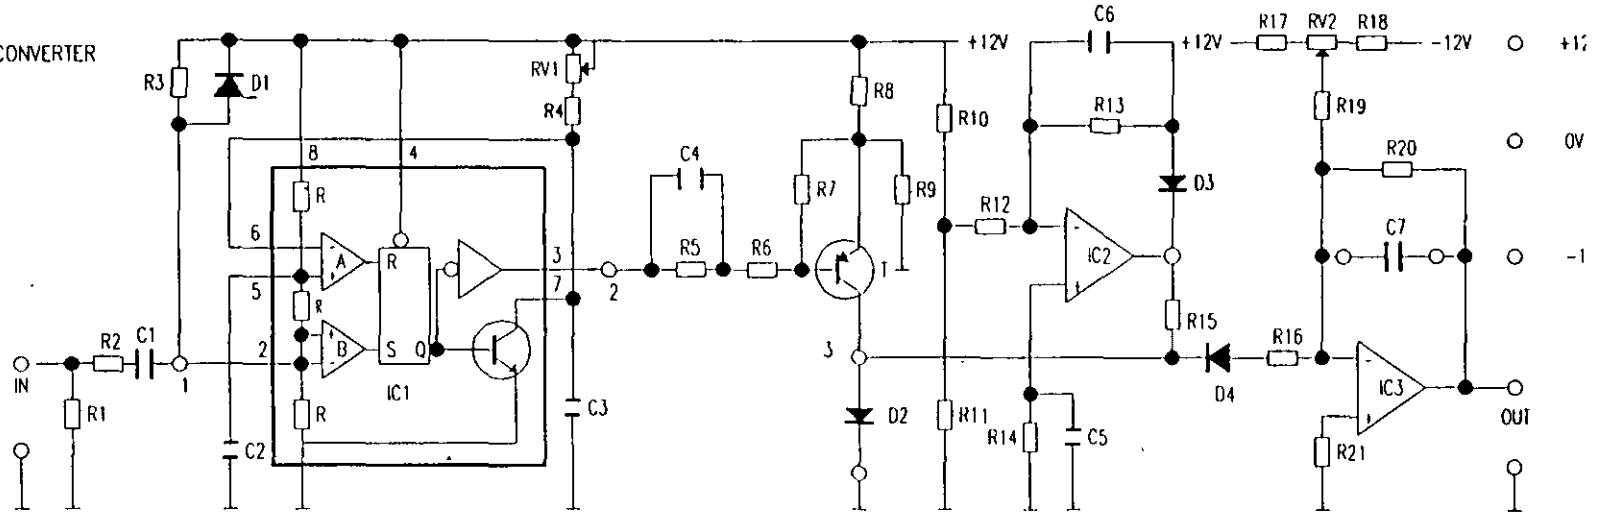 CONVERTER
R3
D1
RV1
R4
+12V
C6
+12V
R17
RV2
R18
-12V
R8
R10
R13
R19
0V
8
4
C4
R7
R9
D3
R20
R
R12
6
A
R
R5
R6
T
IC2
C7
5
R
3
7
2
R15
R2
C1
2
B
S
Q
3
R16
IN
1
IC1
D4
IC3
R1
R
C3
D2
R11
R14
C5
OUT
C2
R21